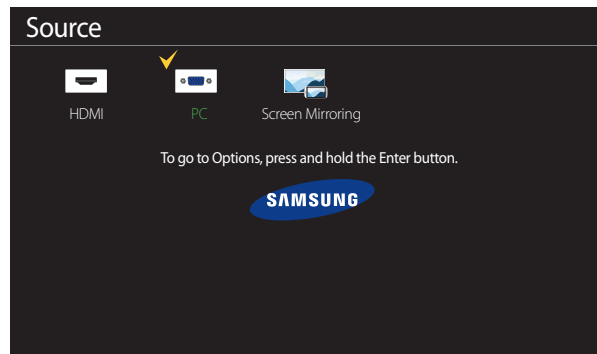 Source
HDMI
PC
Screen Mirroring
To go to Options, press and hold the Enter button.
SAMSUNG